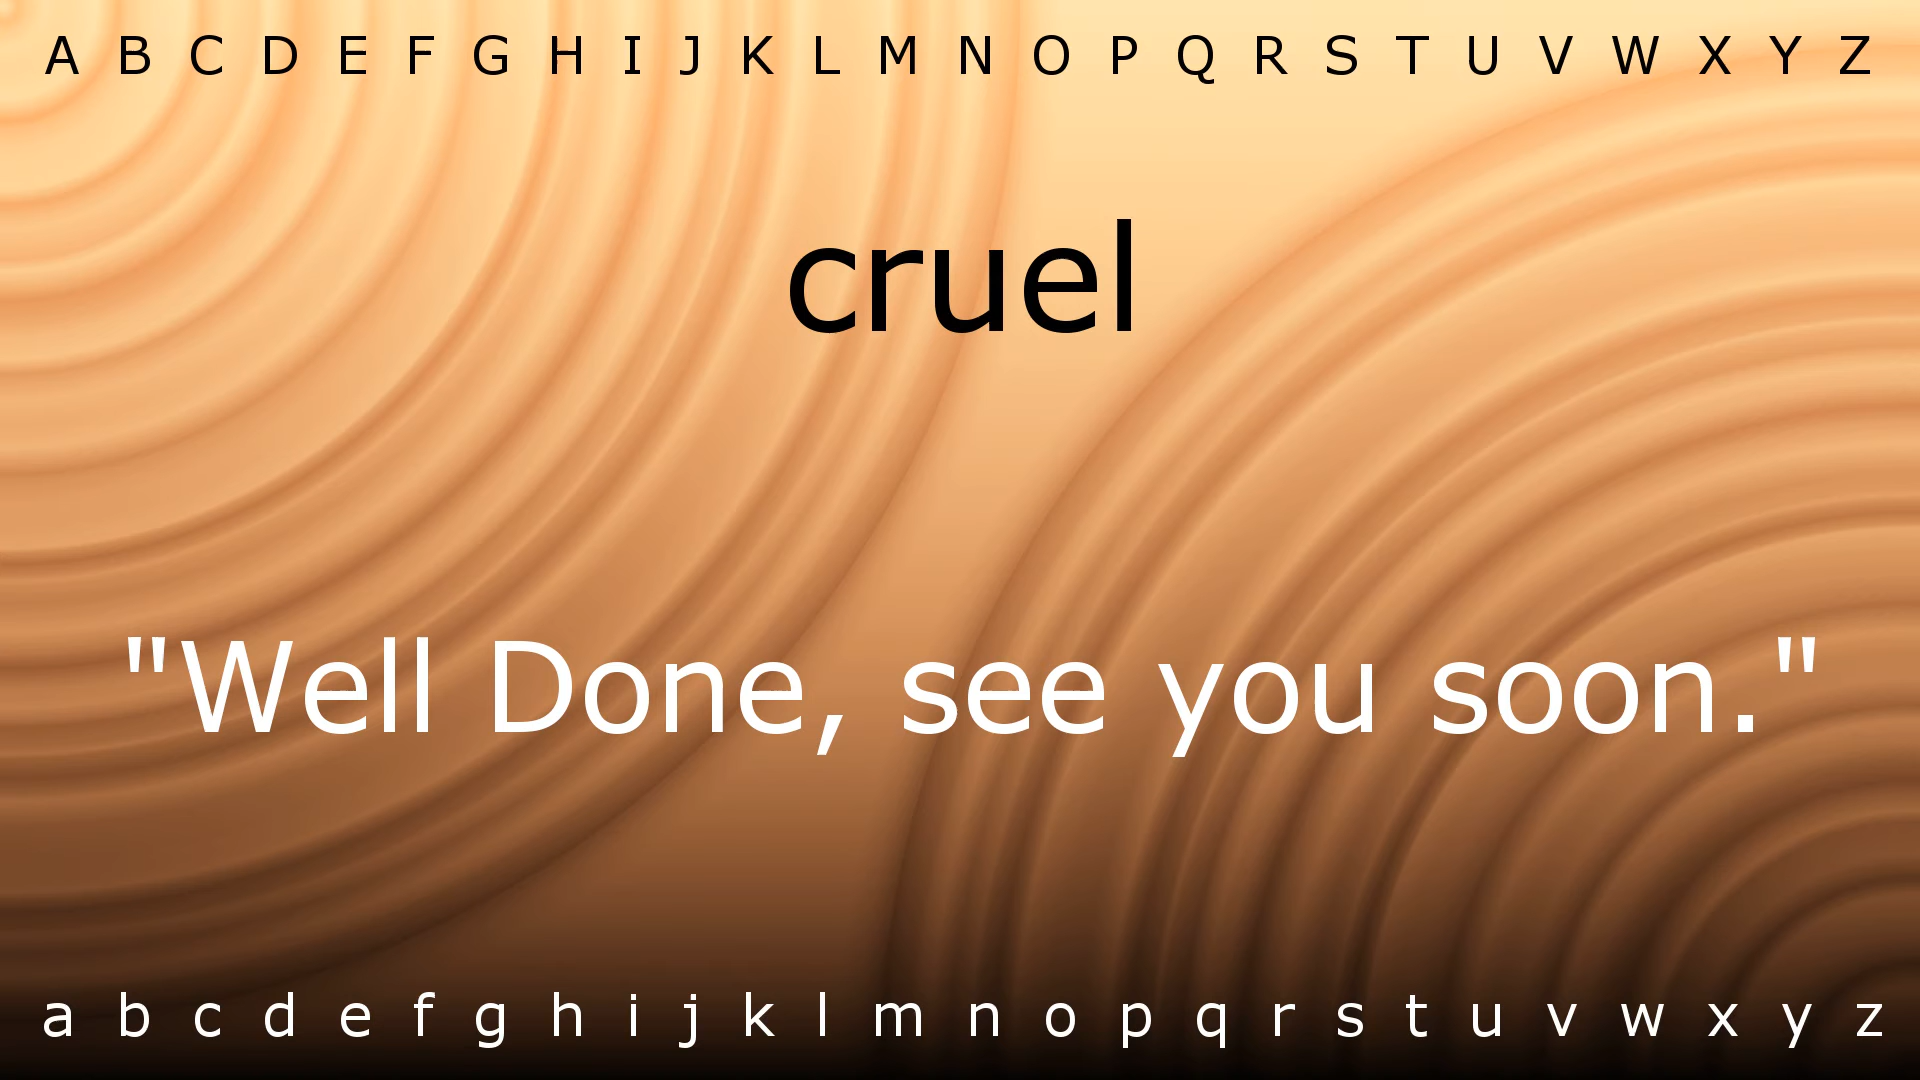 A B C D E F G H I J K L M N O P Q R S T U V W X Y Z
cruel
"Well Done, see you soon."
a b c d e f g h i j k l m n o p q r s t u v w x y z